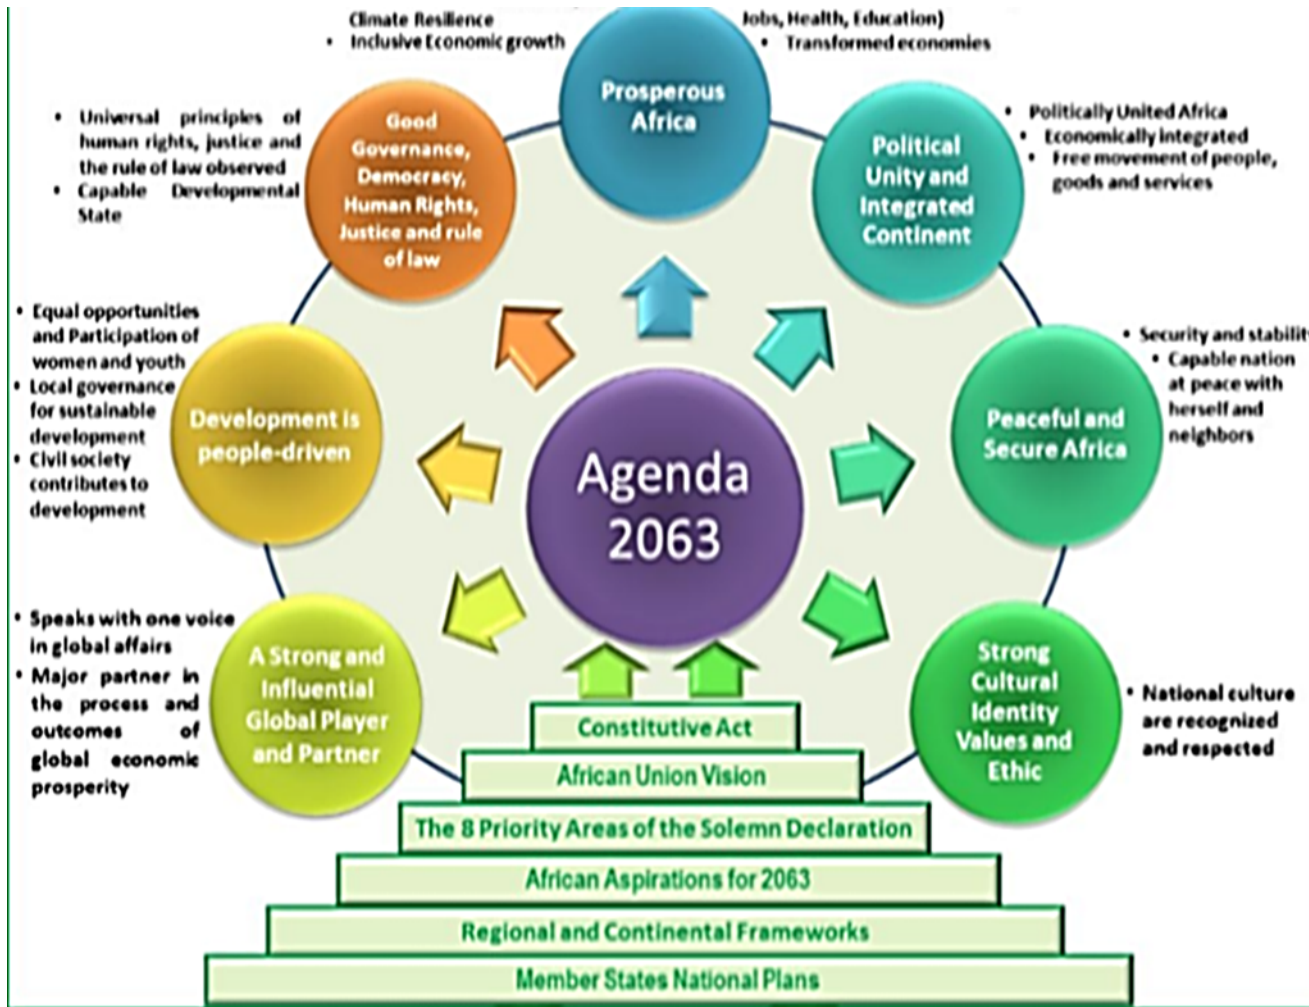 Climate Resilience
• Inclusive Economic growth
Jobs, Health, Education)
• Transformed economies
Prosperous
Africa
• Universal principles of
human rights, justice and
the rule of law observed
• Capable Developmental
State
Good
Governance,
Democracy,
Human Rights,
Justice and rule
of law
Political
Unity and
Integrated
Continent
• Politically United Africa
• Economically integrated
• Free movement of people,
goods and services
• Equal opportunities
and Participation of
women and youth
• Local governance
for sustainable
development
• Civil society
contributes to
development
Development is
people-driven
Agenda
2063
Peaceful and
Secure Africa
• Security and stabilit
• Capable nation
at peace with
herself and
neighbors
• Speaks with one voice
in global affairs
• Major partner in
the process and
outcomes of
global economic
prosperity
A Strong and
Influential
Global Player
and Partner
Strong
Cultural
Identity
Values and
Ethic
• National culture
are recognized
and respected
Constitutive Act
African Union Vision
The 8 Priority Areas of the Solemn Declaration
African Aspirations for 2063
Regional and Continental Frameworks
Member States National Plans